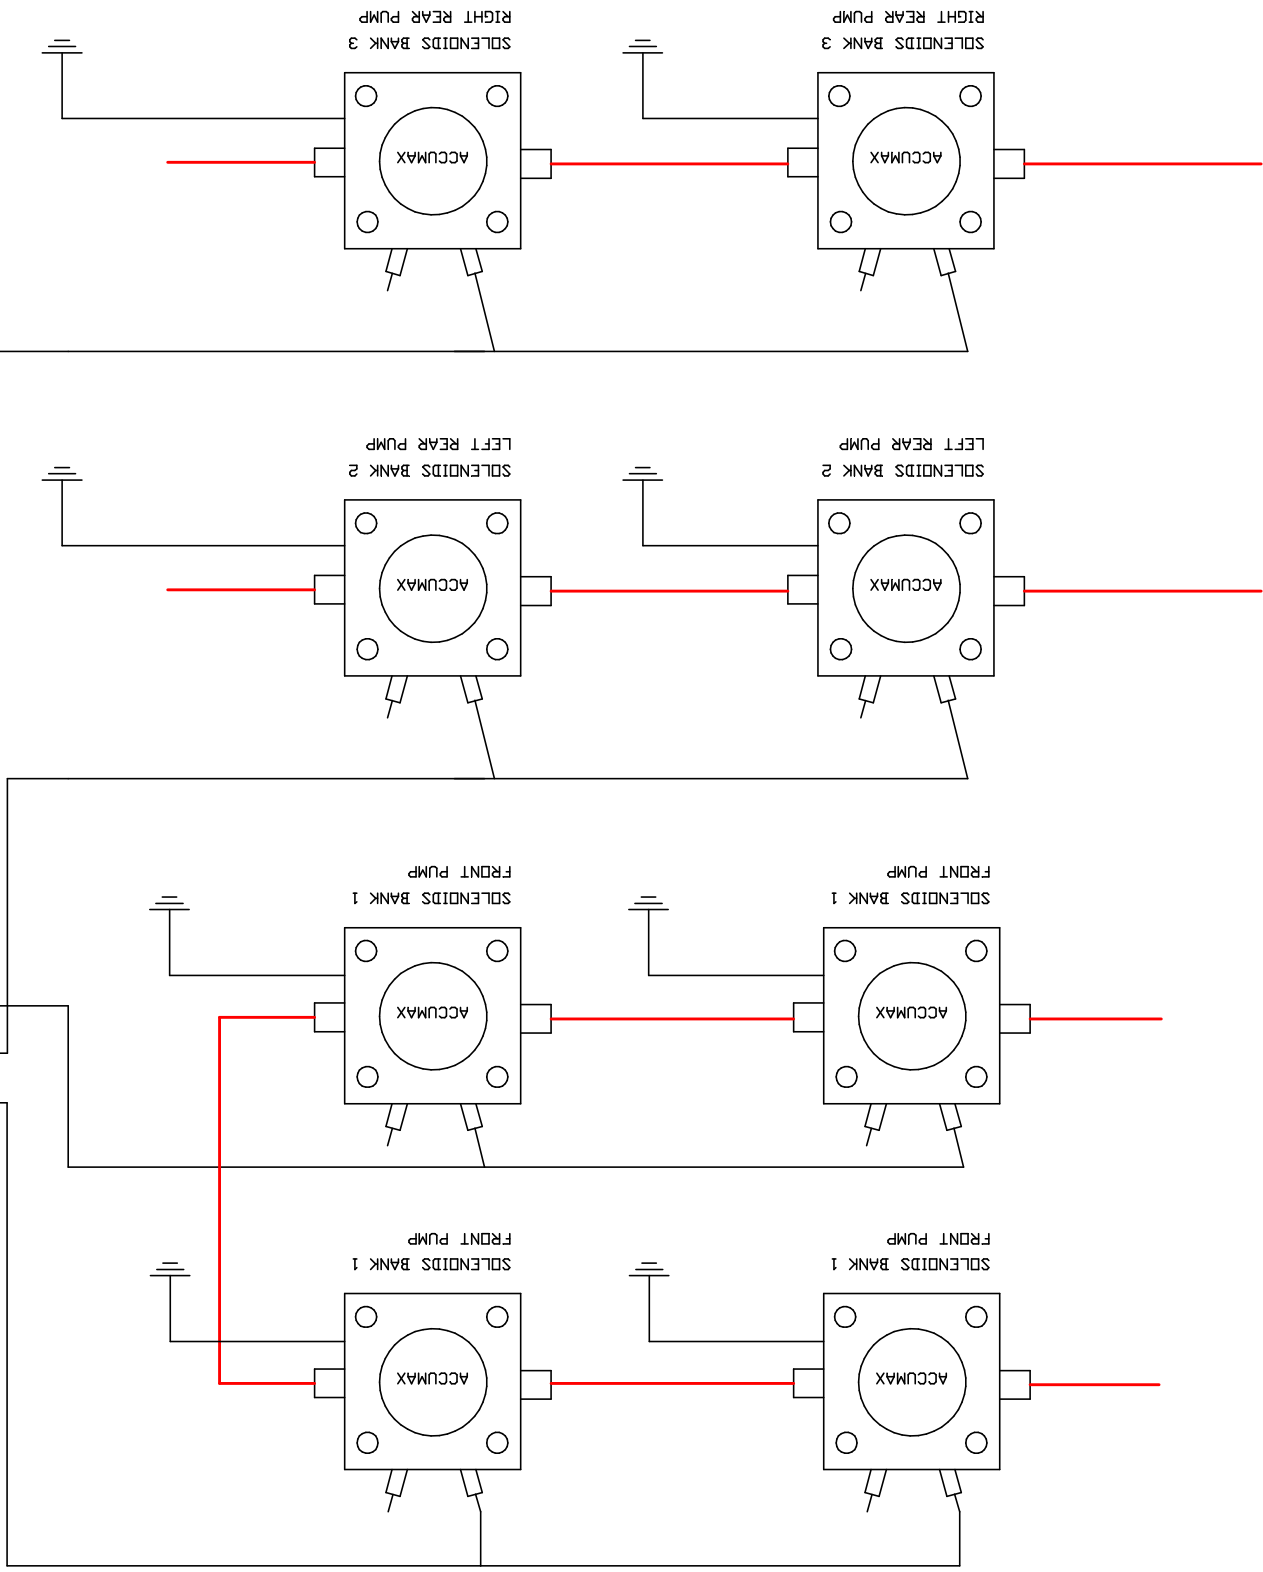 ACCUMAX
SOLENOIDS BANK 1
FRONT PUMP
ACCUMAX
SOLENOIDS BANK 1
FRONT PUMP
ACCUMAX
SOLENOIDS BANK 1
FRONT PUMP
ACCUMAX
SOLENOIDS BANK 1
FRONT PUMP
ACCUMAX
SOLENOIDS BANK 2
LEFT REAR PUMP
ACCUMAX
SOLENOIDS BANK 2
LEFT REAR PUMP
ACCUMAX
SOLENOIDS BANK 3
RIGHT REAR PUMP
ACCUMAX
SOLENOIDS BANK 3
RIGHT REAR PUMP